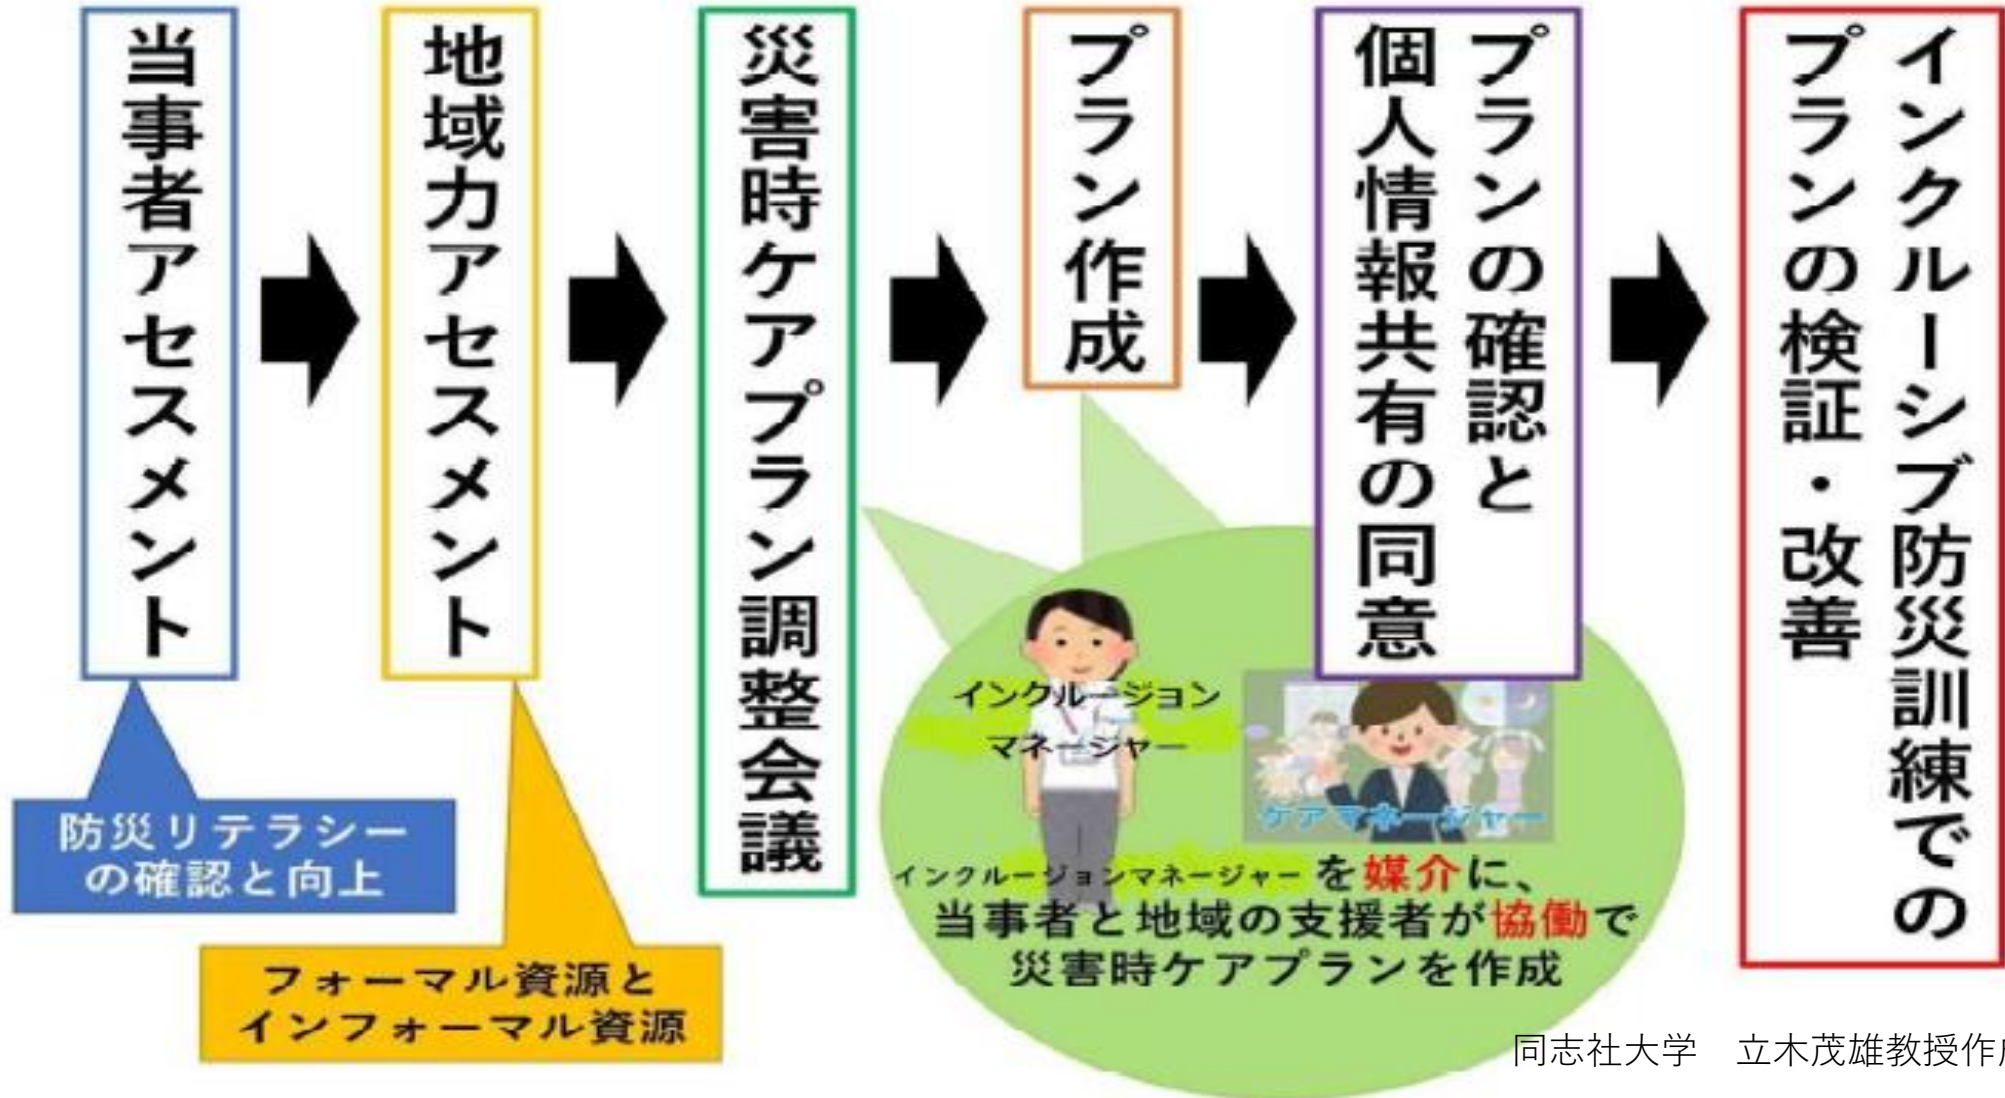 当事者アセスメント
地域力アセスメント
災害時ケアプラン調整会議
プラン作成
プランの確認と
個人情報共有の同意
インクルーシブ防災訓練での
プランの検証・改善
防災リテラシー
の確認と向上
フォーマル資源と
インフォーマル資源
インクルージョン
マネージャー
ケアマネージャー
インクルージョンマネージャーを媒介に、
当事者と地域の支援者が協働で
災害時ケアプランを作成
同志社大学　立木茂雄教授作成